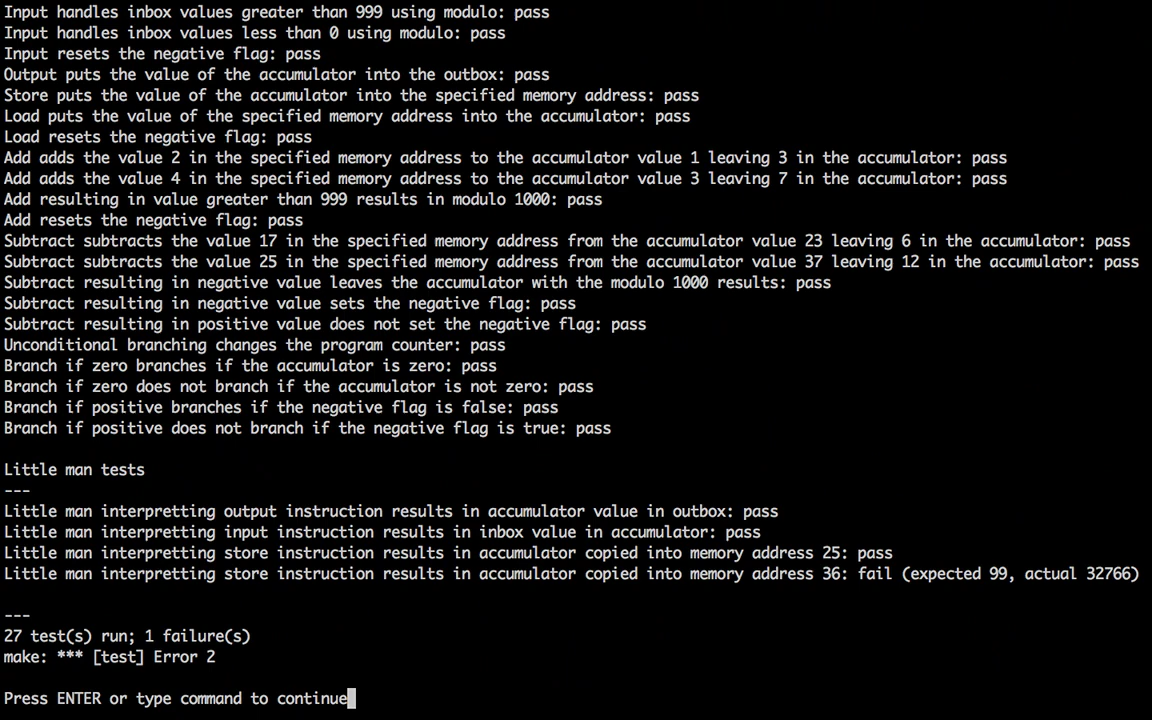 Input handles inbox values greater than 999 using modulo: pass
Input handles inbox values less than 0 using modulo: pass
Input resets the negative flag: pass
Output puts the value of the accumulator into the outbox: pass
Store puts the value of the accumulator into the specified memory address: pass
Load puts the value of the specified memory address into the accumulator: pass
Load resets the negative flag: pass
Add adds the value 2 in the specified memory address to the accumulator value 1 leaving 3 in the accumulator: pass
Add adds the value 4 in the specified memory address to the accumulator value 3 leaving 7 in the accumulator: pass
Add resulting in value greater than 999 results in modulo 1000: pass
Add resets the negative flag: pass
Subtract subtracts the value 17 in the specified memory address from the accumulator value 23 leaving 6 in the accumulator: pass
Subtract subtracts the value 25 in the specified memory address from the accumulator value 37 leaving 12 in the accumulator: pass
Subtract resulting in negative value leaves the accumulator with the modulo 1000 results: pass
Subtract resulting in negative value sets the negative flag: pass
Subtract resulting in positive value does not set the negative flag: pass
Unconditional branching changes the program counter: pass
Branch if zero branches if the accumulator is zero: pass
Branch if zero does not branch if the accumulator is not zero: pass
Branch if positive branches if the negative flag is false: pass
Branch if positive does not branch if the negative flag is true: pass
Little man tests
---
Little man interpretting output instruction results in accumulator value in outbox: pass
Little man interpretting input instruction results in inbox value in accumulator: pass
Little man interpretting store instruction results in accumulator copied into memory address 25: pass
Little man interpretting store instruction results in accumulator copied into memory address 36: fail (expected 99, actual 32766)
---
27 test(s) run; 1 failure(s)
make: *** [test] Error 2
Press ENTER or type command to continue